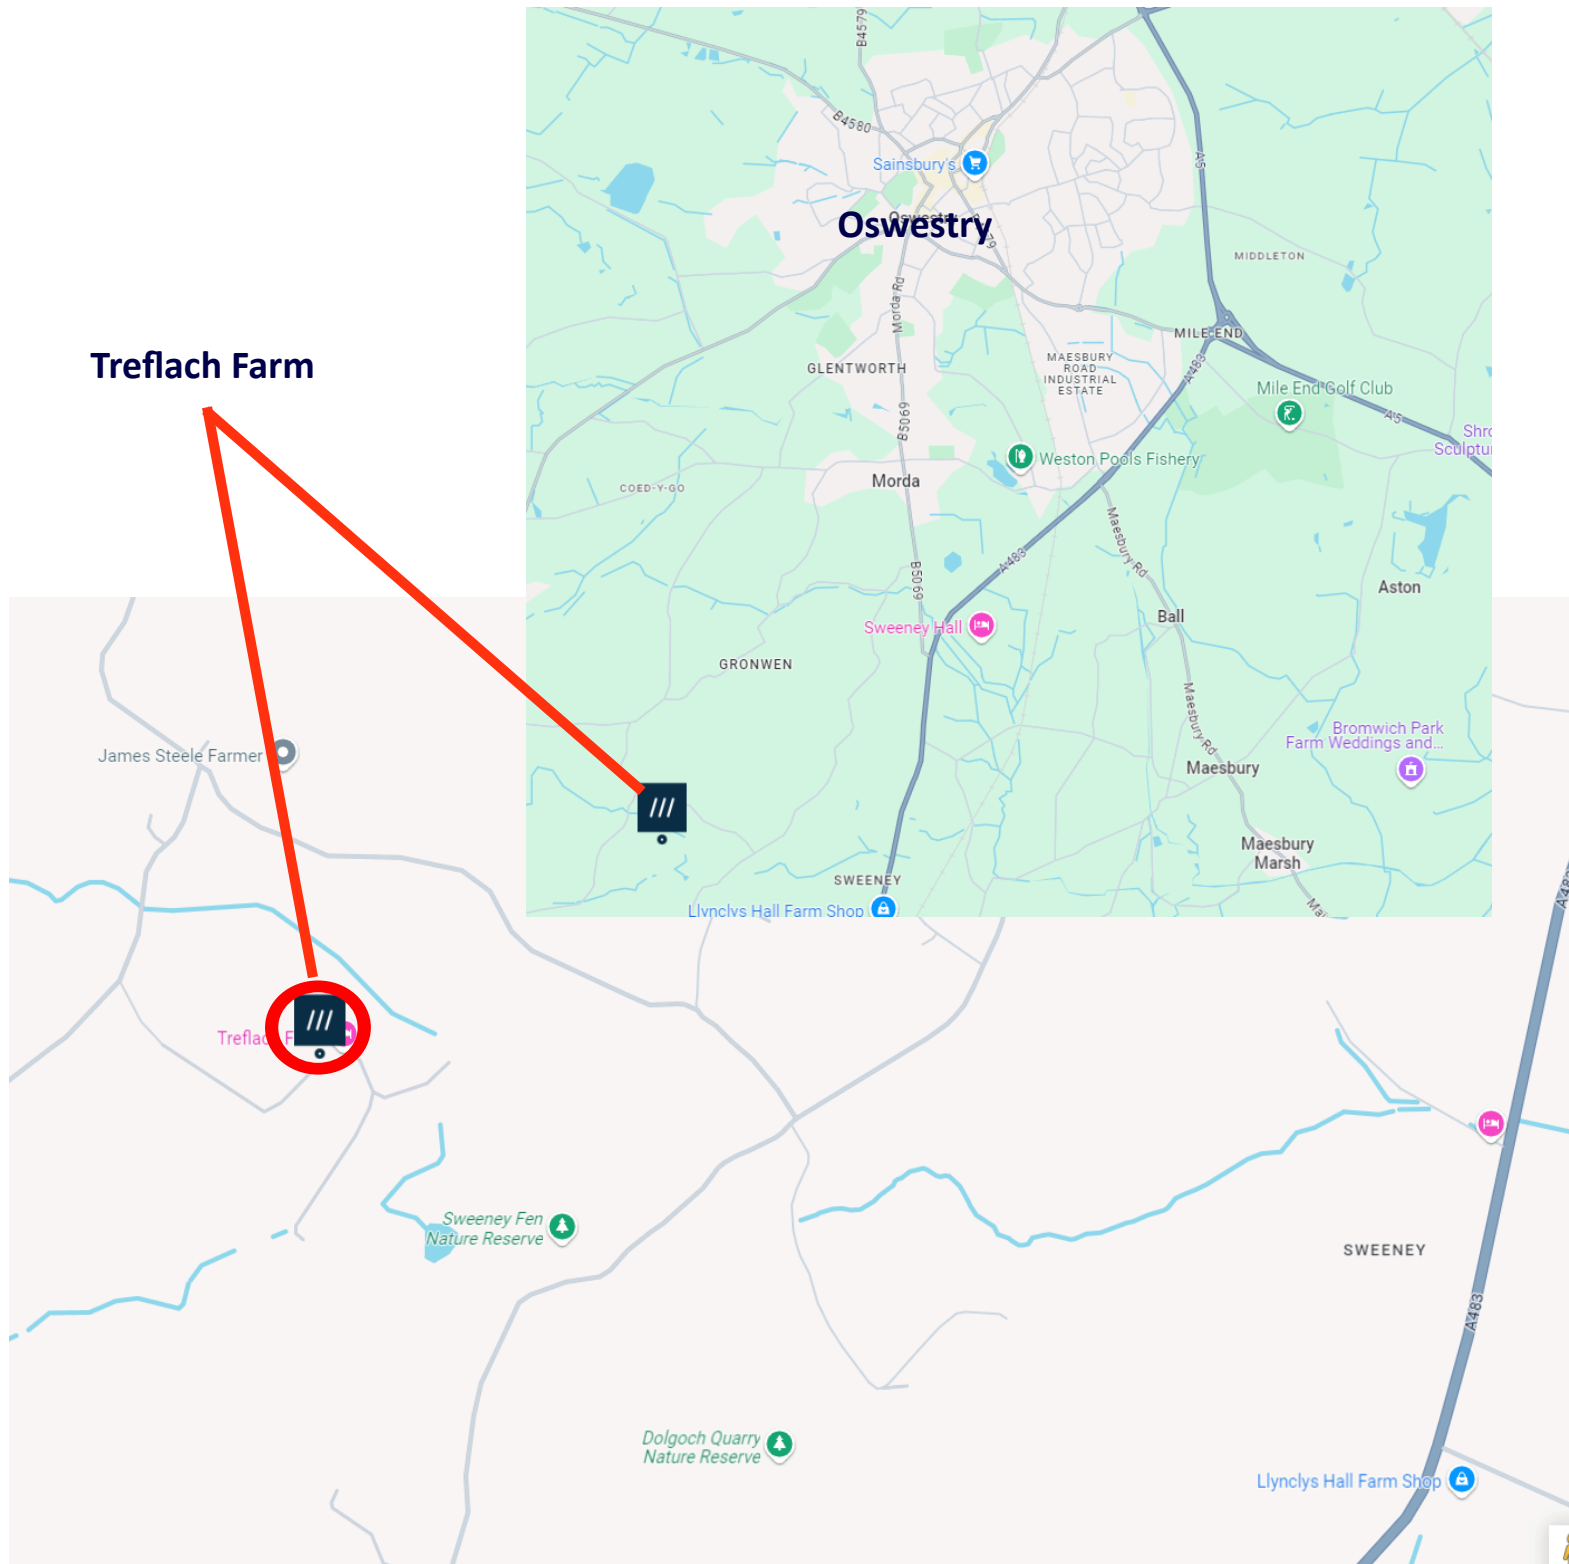 B4579
B4580
Sainsbury's
Oswestry
Oswestry
A5
MIDDLETON
Morda Rd
MILE END
Treflach Farm
GLENTWORTH
MAESBURY
ROAD
INDUSTRIAL
ESTATE
A483
Mile End Golf Club
A5
B5069
Weston Pools Fishery
Morda
COED-Y-GO
Maesbury Rd
A483
B5069
Aston
Ball
Sweeney Hall
GRONWEN
Maesbury Rd
Bromwich Park
Farm Weddings and...
James Steele Farmer
Maesbury
Maesbury
Marsh
SWEENEY
Llynclys Hall Farm Shop
A483
Sweeney Fen
Nature Reserve
SWEENEY
A483
Dolgoch Quarry
Nature Reserve
Llynclys Hall Farm Shop